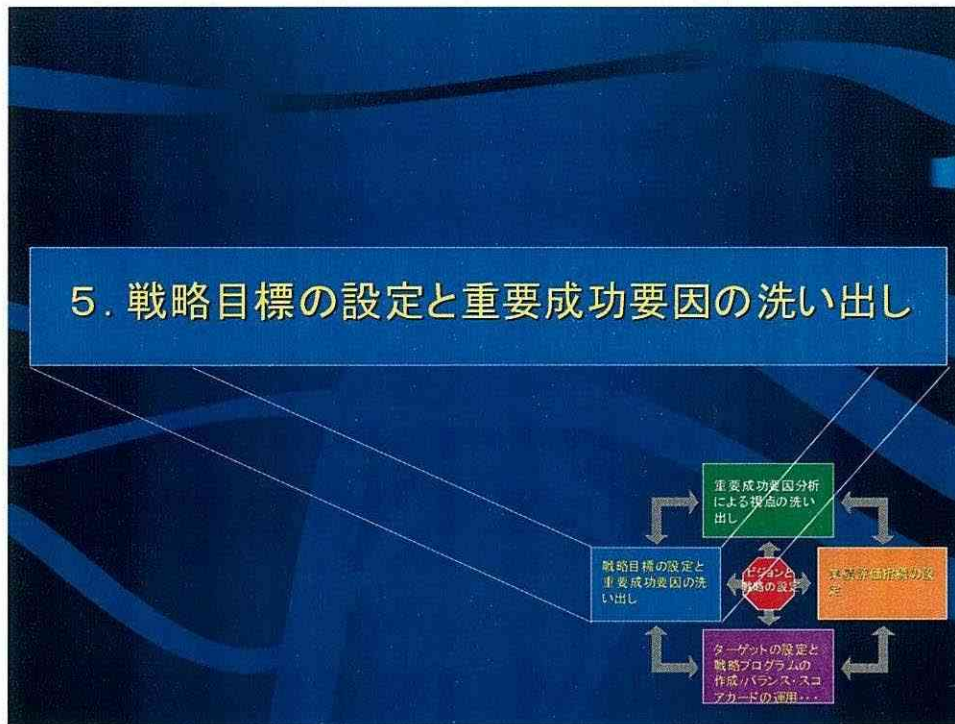 ５．戦略目標の設定と重要成功要因の洗い出し
重要成功要因分析
による視点の洗い
出し
戦略目標の設定と
重要成功要因の洗
い出し
ビジョンと
戦略の設定
業績評価指標の設
定
ターゲットの設定と
戦略プログラムの
作成/バランス・スコ
アカードの運用・・・